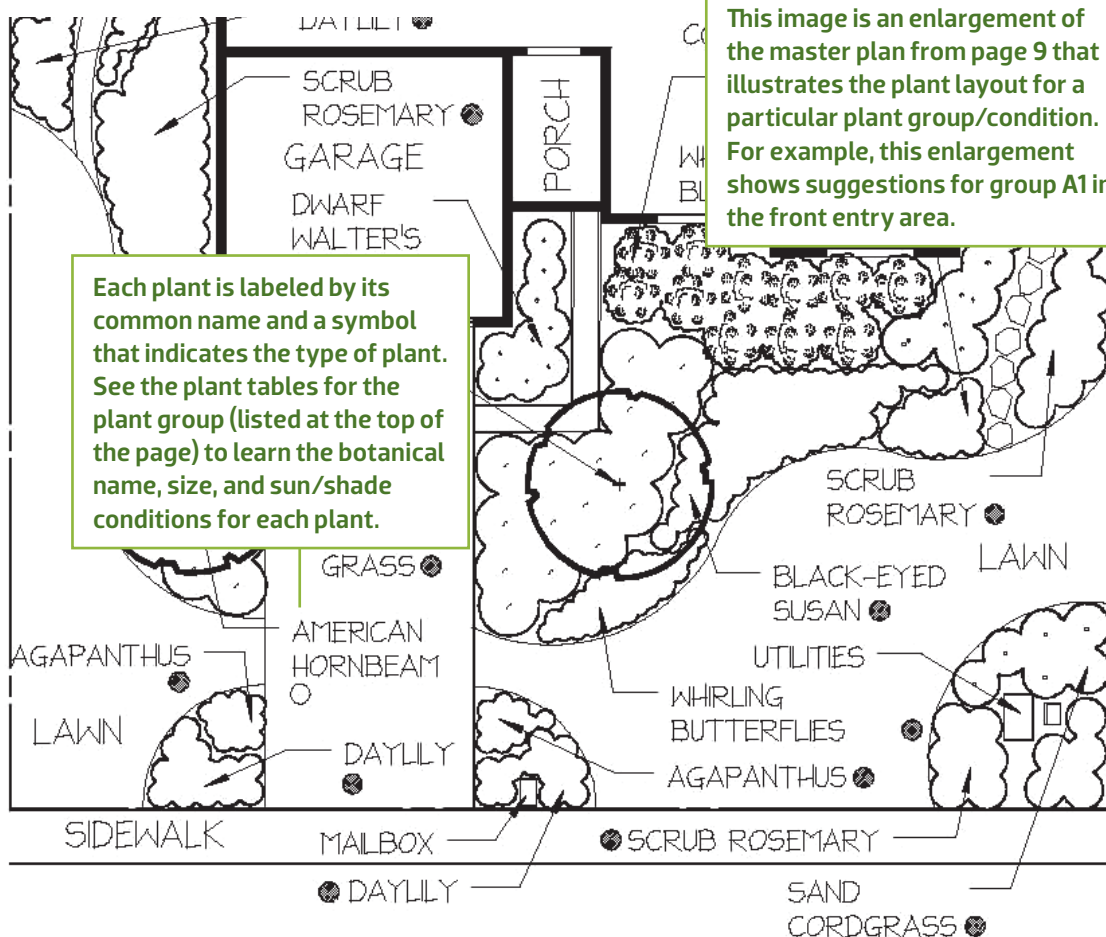 DAYLILY
SCRUB
ROSEMARY
GARAGE
PORCH
DWARF
WALTER'S
This image is an enlargement of
the master plan from page 9 that
illustrates the plant layout for a
particular plant group/condition.
For example, this enlargement
shows suggestions for group A1 in
the front entry area.
Each plant is labeled by its
common name and a symbol
that indicates the type of plant.
See the plant tables for the
plant group (listed at the top of
the page) to learn the botanical
name, size, and sun/shade
conditions for each plant.
SCRUB
ROSEMARY
LAWN
GRASS
BLACK-EYED
SUSAN
AMERICAN
HORNBEAM
AGAPANTHUS
UTILITIES
WHIRLING
BUTTERFLIES
LAWN
DAYLILY
AGAPANTHUS
SIDEWALK
MAILBOX
SCRUB ROSEMARY
DAYLILY
SAND
CORDGRASS